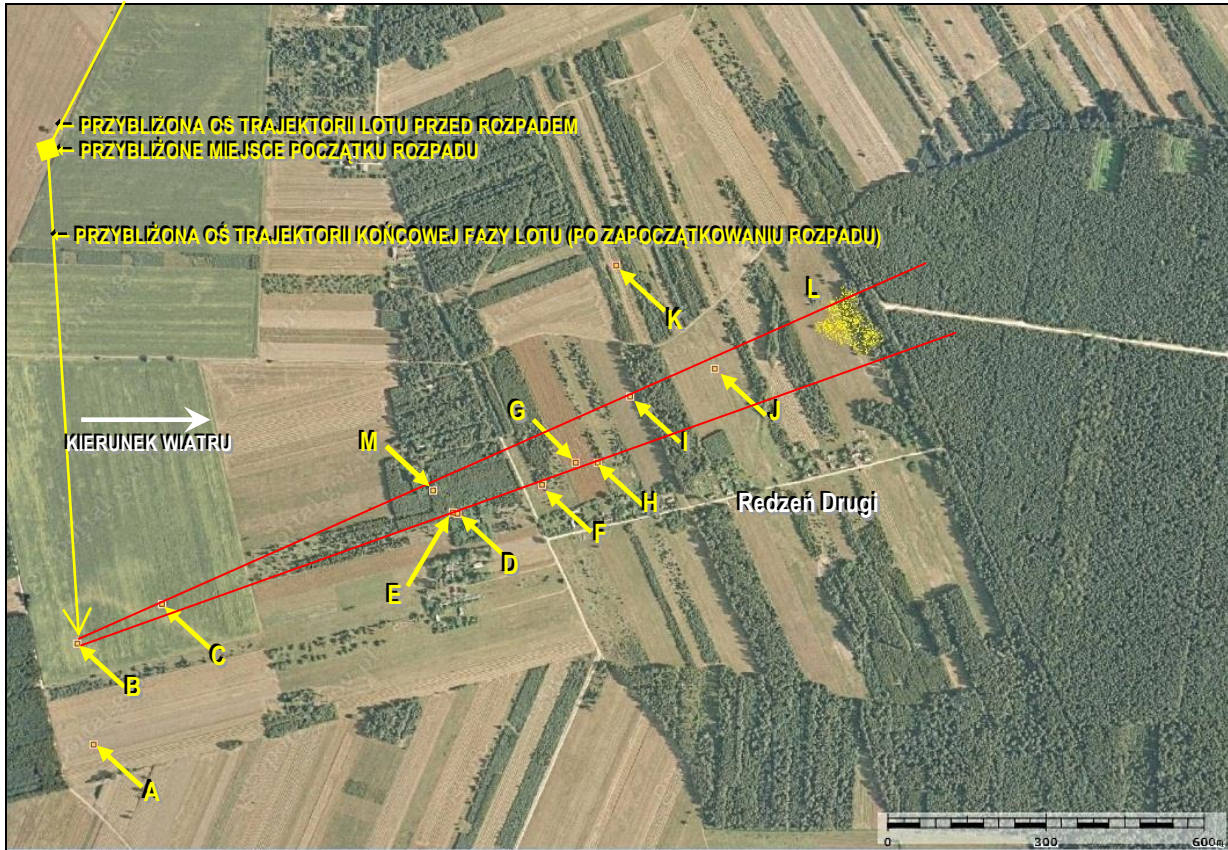 ← PRZYBLIŻONA OŚ TRAJEKTORII LOTU PRZED ROZPADEM
← PRZYBLIŻONE MIEJSCE POCZĄTKU ROZPADU
← PRZYBLIŻONA OŚ TRAJEKTORII KOŃCOWEJ FAZY LOTU (PO ZAPOCZĄTKOWANIU ROZPADU)
L
K
KIERUNEK WIATRU
G
J
I
M
H
Redzeń Drugi
F
D
E
C
B
A
0 300 600m